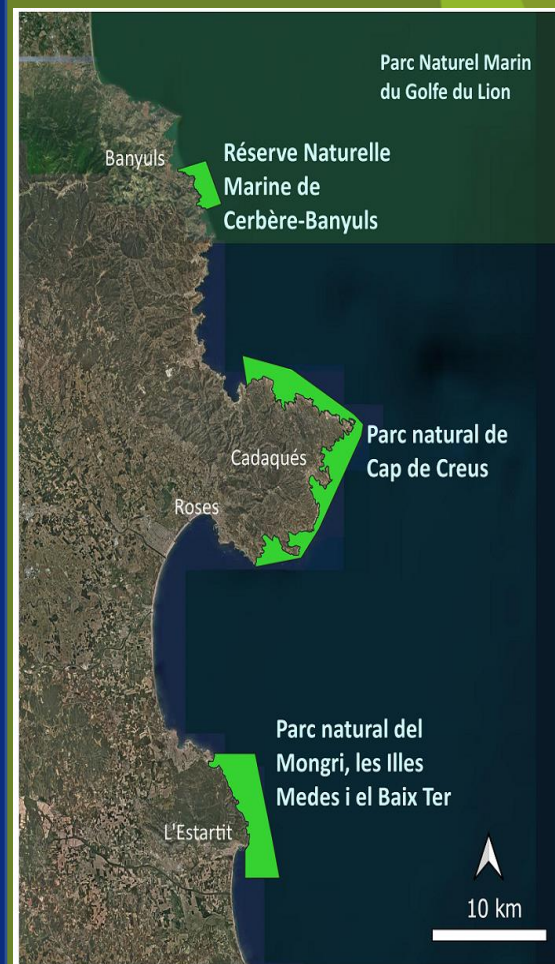 Parc Naturel Marin
du Golfe du Lion
Banyuls
Réserve Naturelle
Marine de
Cerbère-Banyuls
Parc natural de
Cap de Creus
Cadaqués
Roses
Parc natural del
Mongri, les Illes
Medes i el Baix Ter
L'Estartit
10 km